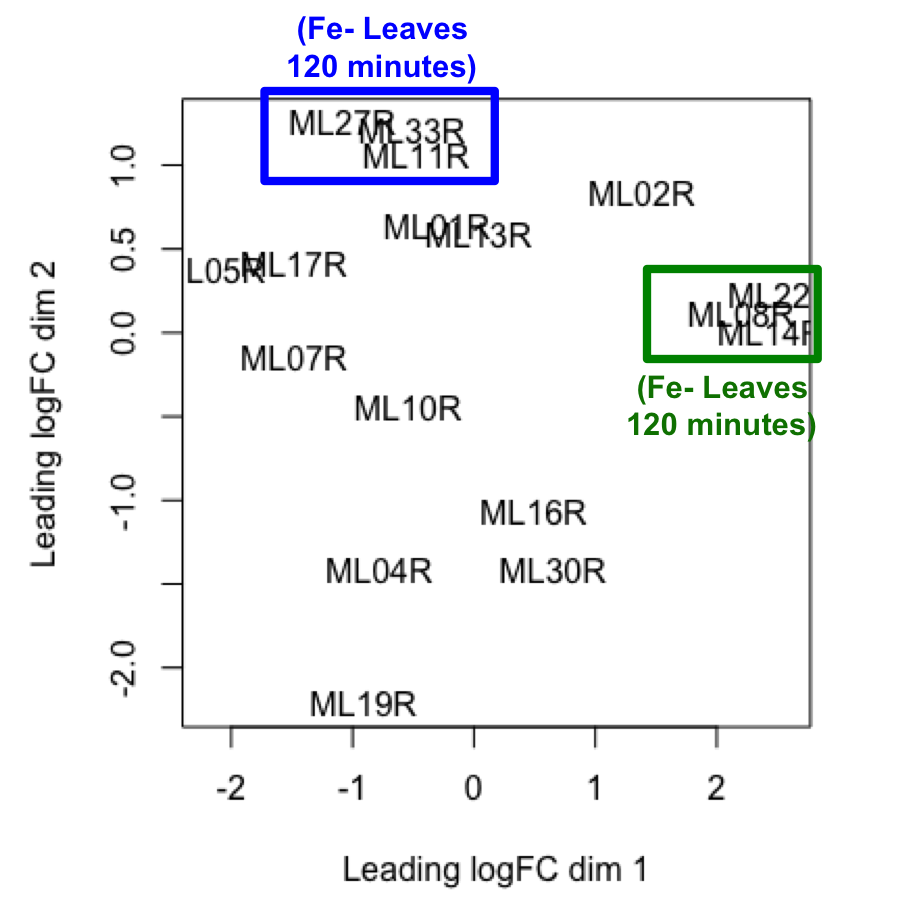 (Fe- Leaves
120 minutes)
ML27R
ML33R
ML11R
ML02R
ML01R
ML13R
L05R
ML17R
ML22
ML08R
ML14R
ML07R
(Fe- Leaves
120 minutes)
ML10R
ML16R
ML04R
ML30R
ML19R
1.0
0.5
0.0
-1.0
-2.0
Leading logFC dim 2
-2 -1 0 1 2
Leading logFC dim 1